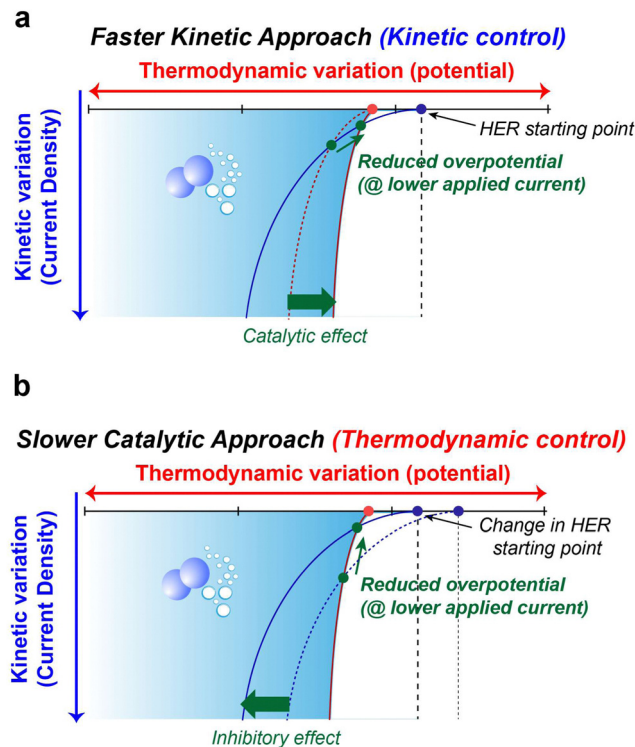 a
Faster Kinetic Approach (Kinetic control)
Thermodynamic variation (potential)
Kinetic variation
(Current Density)
HER starting point
Reduced overpotential
(@ lower applied current)
Catalytic effect
b
Slower Catalytic Approach (Thermodynamic control)
Thermodynamic variation (potential)
Kinetic variation
(Current Density)
Change in HER
starting point
Reduced overpotential
(@ lower applied current)
Inhibitory effect